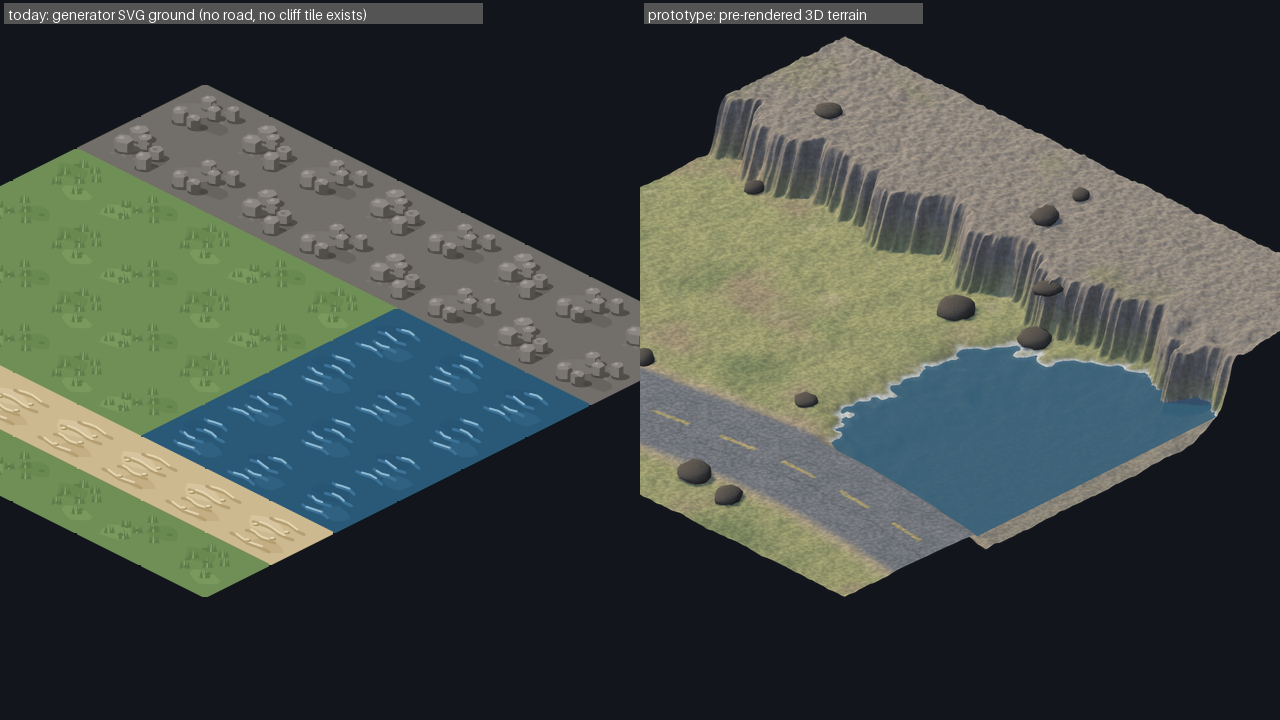 today: generator SVG ground (no road, no cliff tile exists)
prototype: pre-rendered 3D terrain